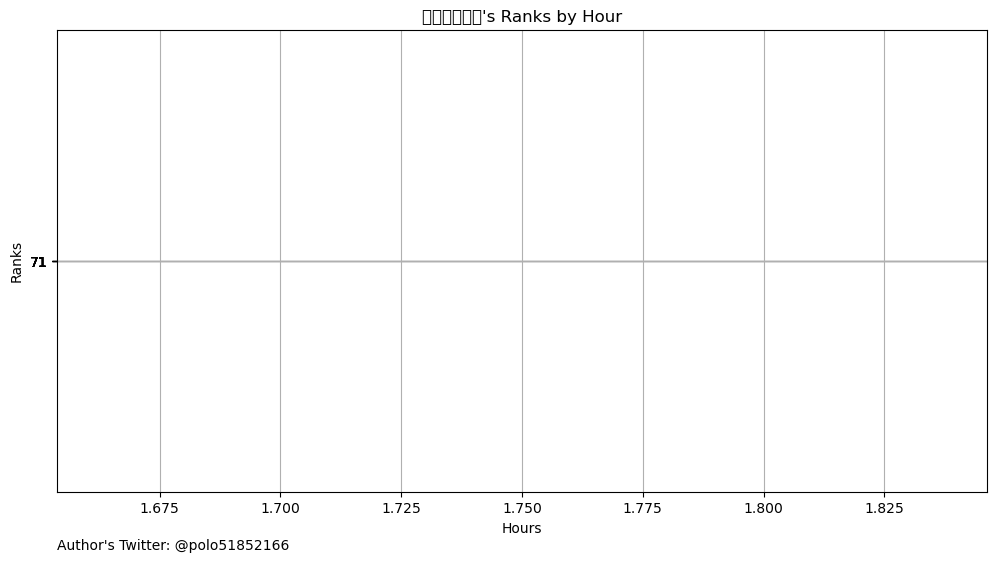 's Ranks by Hour
Ranks
71
1.675 1.700 1.725 1.750 1.775 1.800 1.825
Hours
Author's Twitter: @polo51852166